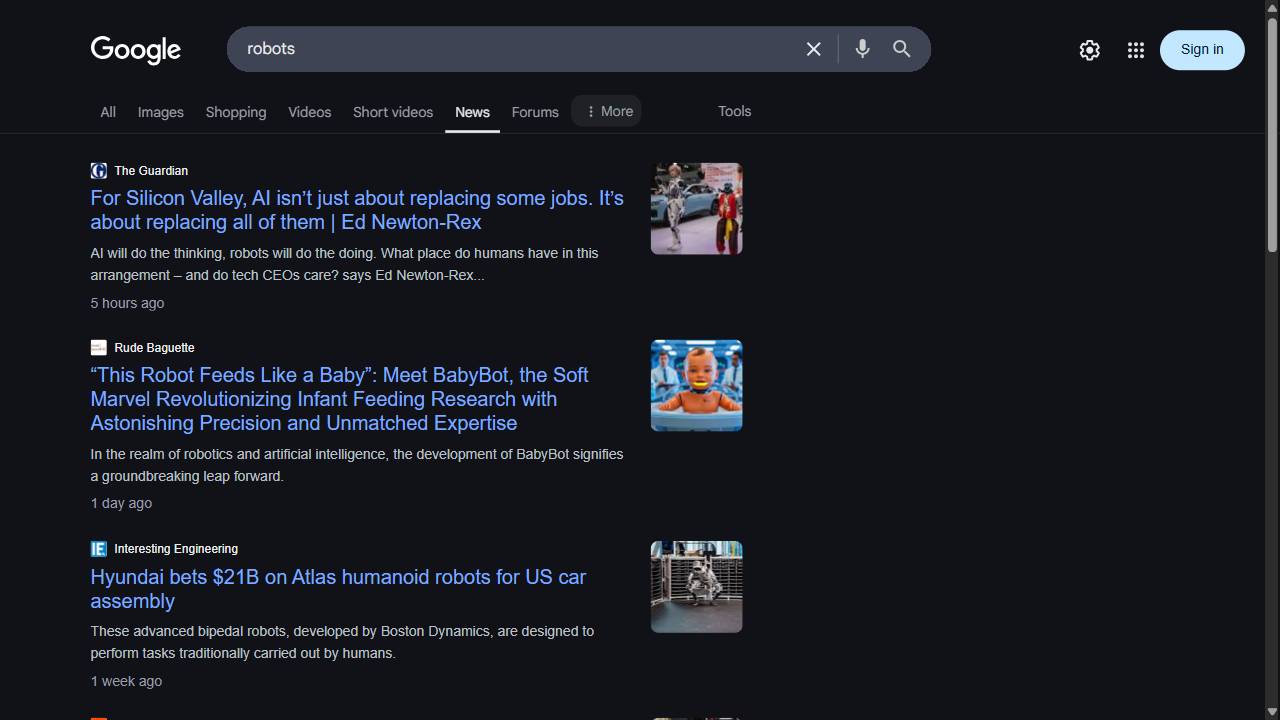 Google
robots
Sign in
All
Images
Shopping
Videos
Short videos
News
Forums
More
Tools
The Guardian
For Silicon Valley, AI isn’t just about replacing some jobs. It’s
about replacing all of them | Ed Newton-Rex
AI will do the thinking, robots will do the doing. What place do humans have in this
arrangement – and do tech CEOs care? says Ed Newton-Rex...
5 hours ago
Rude Baguette
“This Robot Feeds Like a Baby”: Meet BabyBot, the Soft
Marvel Revolutionizing Infant Feeding Research with
Astonishing Precision and Unmatched Expertise
In the realm of robotics and artificial intelligence, the development of BabyBot signifies
a groundbreaking leap forward.
1 day ago
IE
Interesting Engineering
Hyundai bets $21B on Atlas humanoid robots for US car
assembly
These advanced bipedal robots, developed by Boston Dynamics, are designed to
perform tasks traditionally carried out by humans.
1 week ago